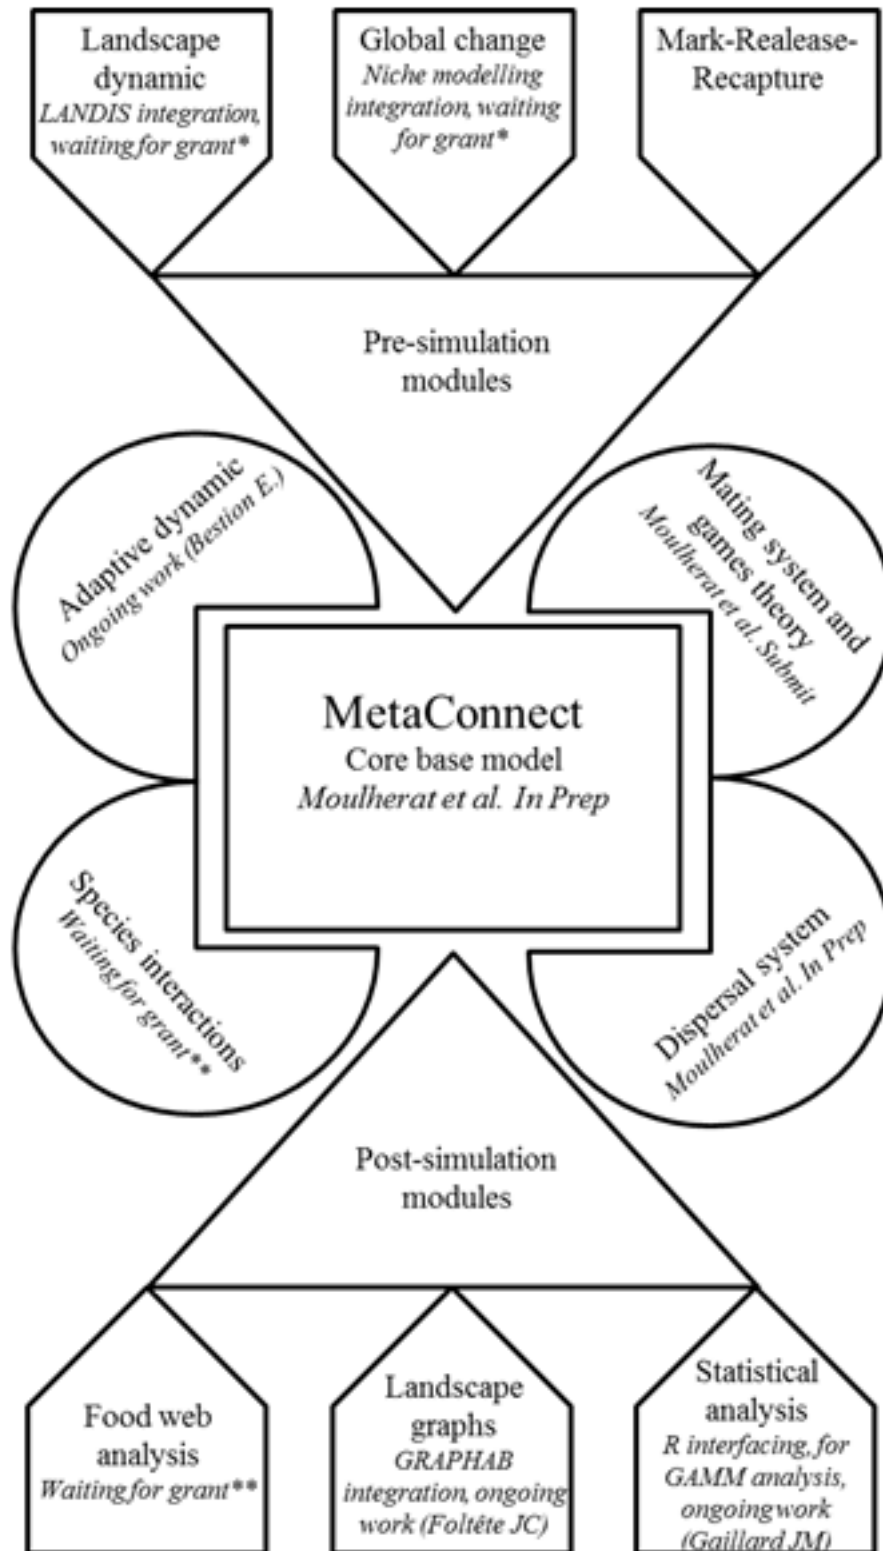 Landscape
dynamic
LANDIS integration,
waiting for grant*
Global change
Niche modelling
integration, waiting
for grant*
Mark-Realease-
Recapture
Pre-simulation
modules
Adaptive dynamic
Ongoing work (Bestion E.)
Mating system and
games theory
Moulherat et al. Submit
MetaConnect
Core base model
Moulherat et al. In Prep
Species interactions
Waiting for grant**
Dispersal system
Moulherat et al. In Prep
Post-simulation
modules
Food web
analysis
Waiting for grant**
Landscape
graphs
GRAPHAB
integration, ongoing
work (Foltête JC)
Statistical
analysis
R interfacing, for
GAMM analysis,
ongoing work
(Gaillard JM)